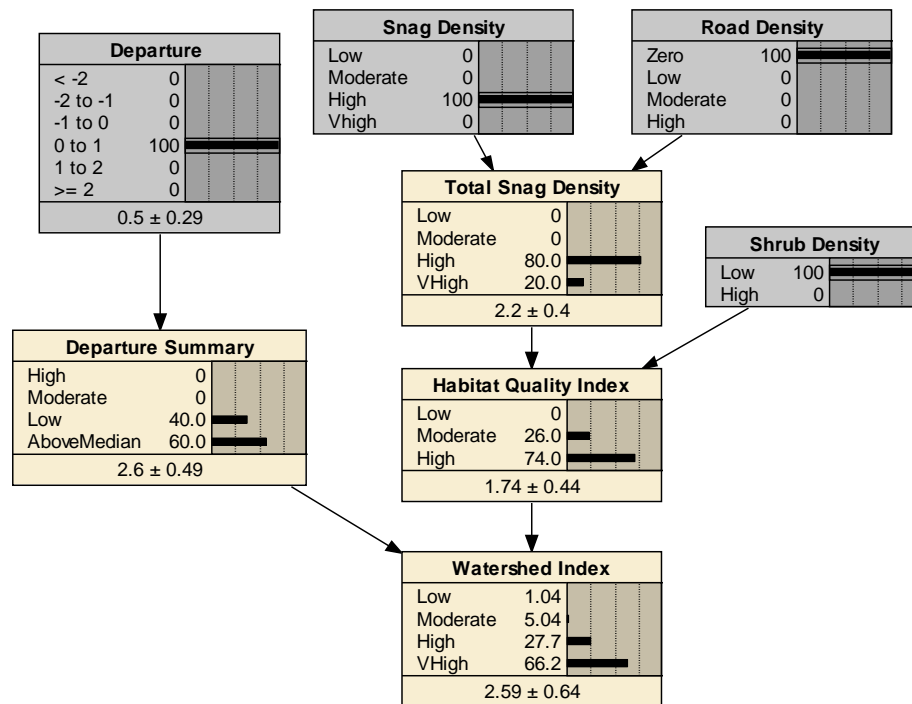 Departure
< -2 0
-2 to -1 0
-1 to 0 0
0 to 1 100
1 to 2 0
>= 2 0
0.5 ± 0.29
Snag Density
Low 0
Moderate 0
High 100
Vhigh 0
Road Density
Zero 100
Low 0
Moderate 0
High 0
Total Snag Density
Low 0
Moderate 0
High 80.0
VHigh 20.0
2.2 ± 0.4
Shrub Density
Low 100
High 0
Departure Summary
High 0
Moderate 0
Low 40.0
AboveMedian 60.0
2.6 ± 0.49
Habitat Quality Index
Low 0
Moderate 26.0
High 74.0
1.74 ± 0.44
Watershed Index
Low 1.04
Moderate 5.04
High 27.7
VHigh 66.2
2.59 ± 0.64